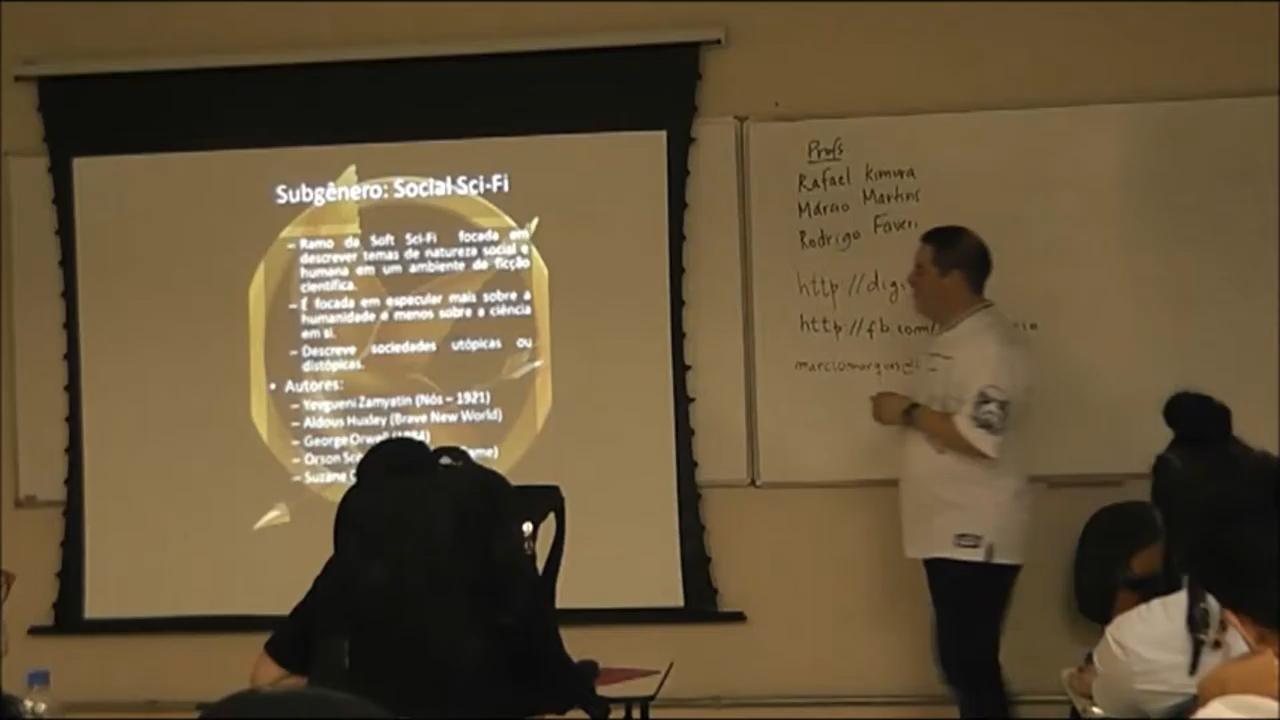 Subgênero: Social Sci-Fi
– Ramo da Soft Sci-Fi focada em
descrever temas de natureza social e
humana em um ambiente de ficção
científica.
– É focada em especular mais sobre a
humanidade e menos sobre a ciência
em si.
– Descreve sociedades utópicas ou
distópicas.
• Autores:
– Yevgueni Zamyatin (Nós – 1921)
– Aldous Huxley (Brave New World)
– George Orwell (1984)
– Orson
– Suzane
Profs
Rafael Kimura
Márcio Martins
Rodrigo Faveri
http://
http://fb.com/